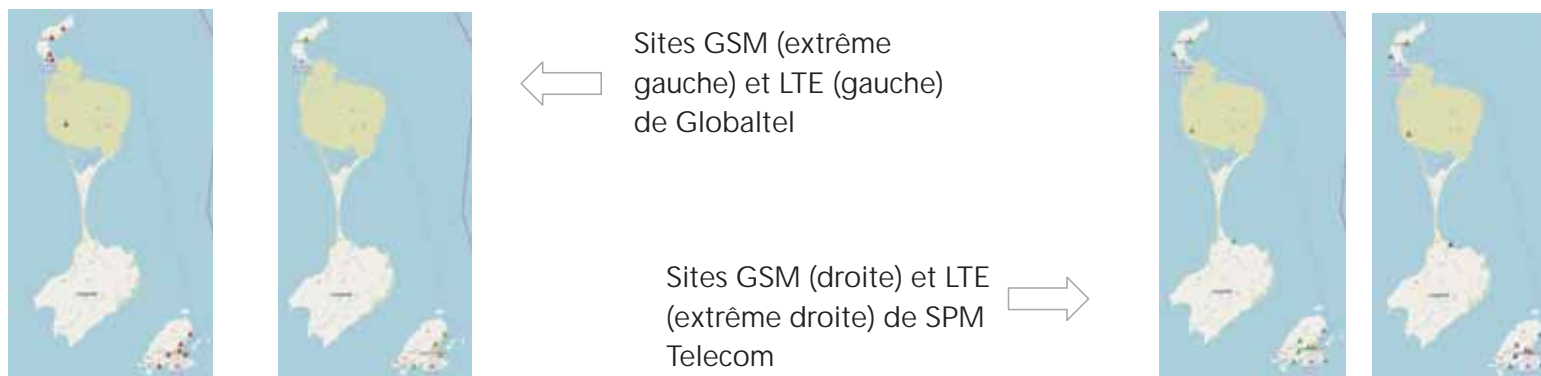 Sites GSM (extrême
gauche) et LTE (gauche)
de Globaltel
Sites GSM (droite) et LTE
(extrême droite) de SPM
Telecom